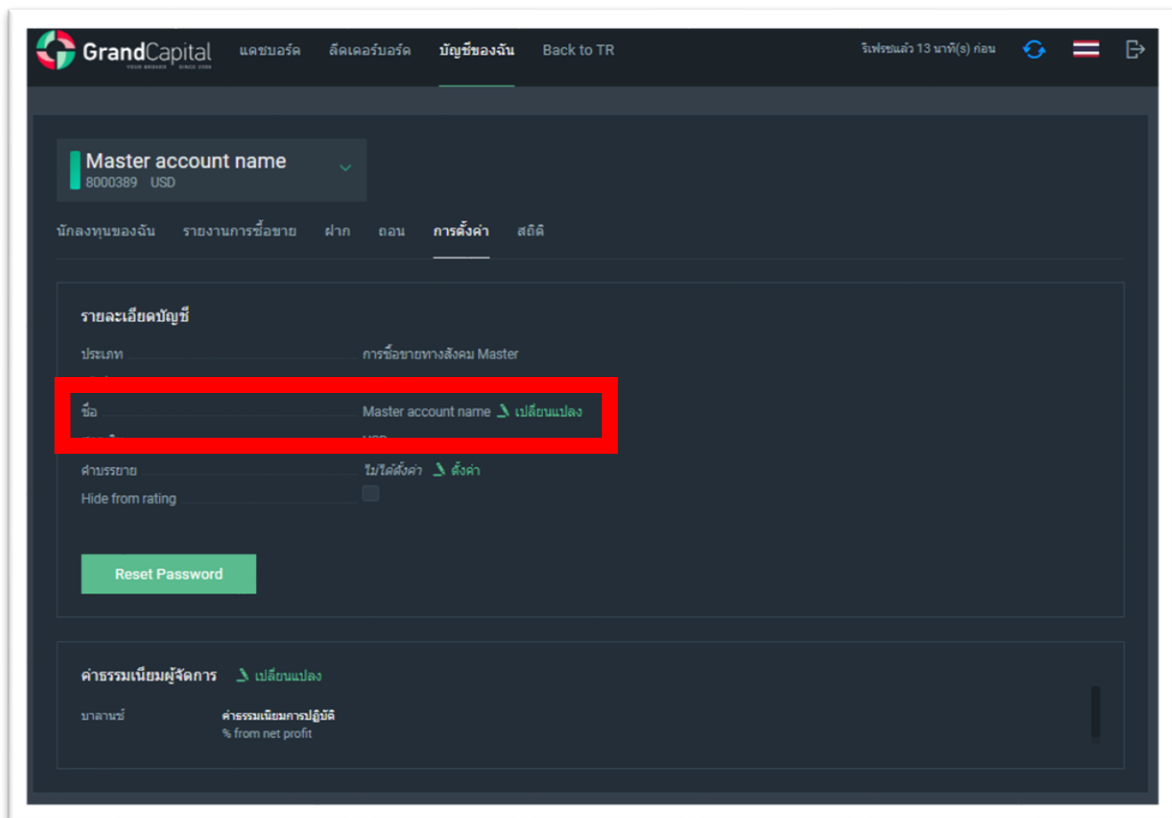 GrandCapital แดชบอร์ด ลีดเดอร์บอร์ด บัญชีของฉัน Back to TR รีเฟรชแล้ว 13 นาที(s) ก่อน
YOUR BROKER SINCE 2006
Master account name
8000389 USD
นักลงทุนของฉัน รายงานการซื้อขาย ฝาก ถอน การตั้งค่า สถิติ
รายละเอียดบัญชี
ประเภท การซื้อขายทางสังคม Master
ชื่อ Master account name เปลี่ยนแปลง
คำบรรยาย ไม่ได้ตั้งค่า ตั้งค่า
Hide from rating
Reset Password
ค่าธรรมเนียมผู้จัดการ เปลี่ยนแปลง
บาลานซ์ ค่าธรรมเนียมการปฏิบัติ
% from net profit